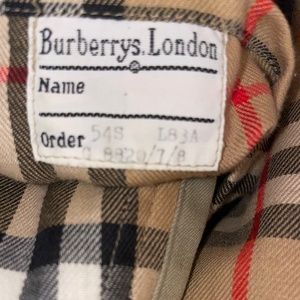 Burberrys. London
Name
Order 54S L83A
8820/7/8